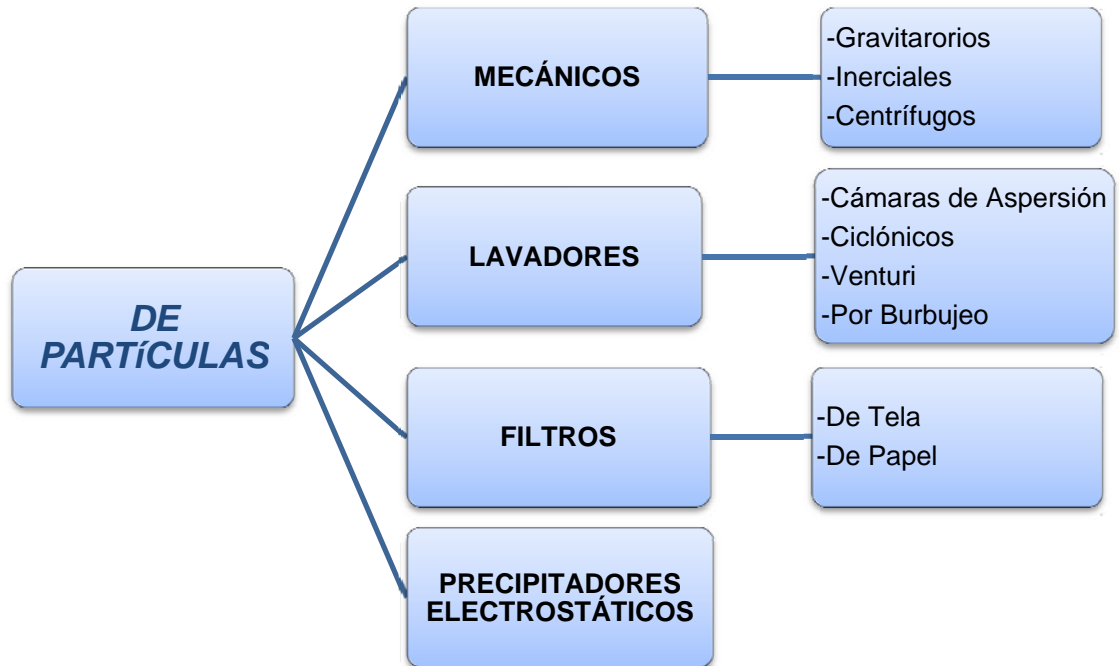 DE
PARTíCULAS
MECÁNICOS
-Gravitarorios
-Inerciales
-Centrífugos
LAVADORES
-Cámaras de Aspersión
-Ciclónicos
-Venturi
-Por Burbujeo
FILTROS
-De Tela
-De Papel
PRECIPITADORES
ELECTROSTÁTICOS